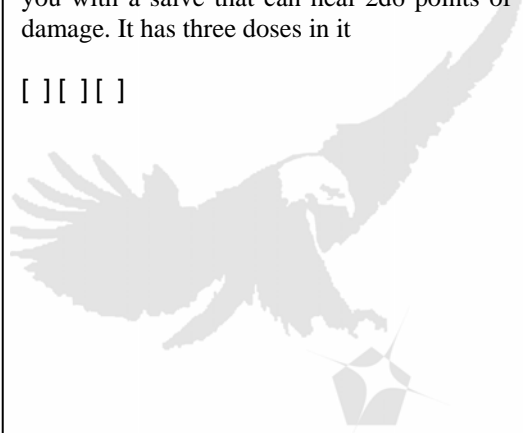 you with a salve that can heal 2d6 points of
damage. It has three doses in it
[ ] [ ] [ ]